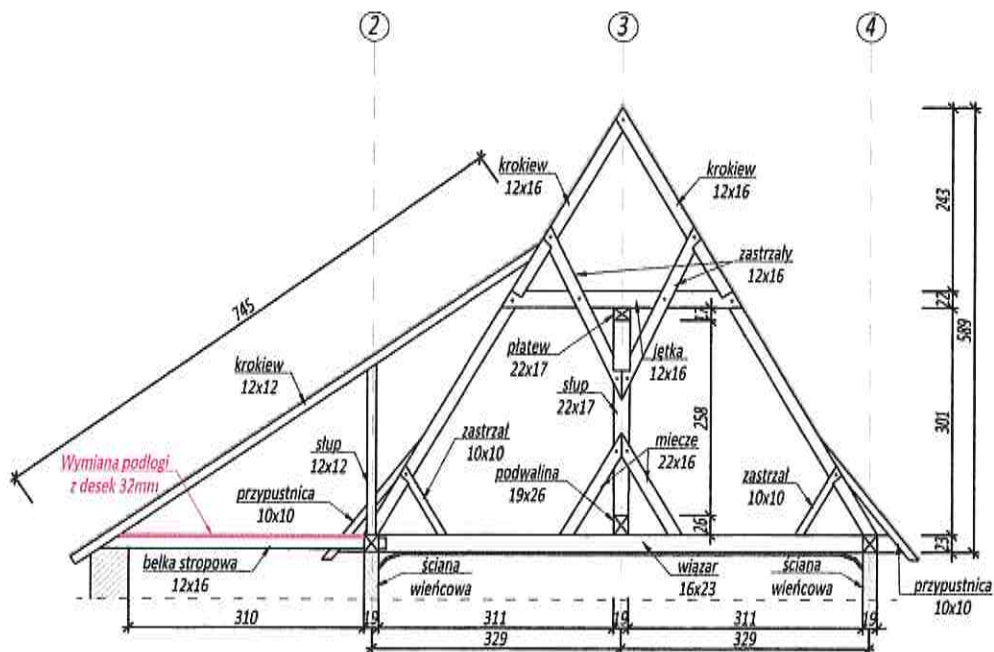 2
3
4
krokiew
12x16
krokiew
12x16
243
zastrzały
12x16
745
22
589
17
płatew
22x17
jętka
12x16
krokiew
12x12
słup
22x17
258
301
słup
12x12
zastrzał
10x10
miecze
22x16
Wymiana podłogi
z desek 32mm
podwalina
19x26
zastrzał
10x10
przypustnica
10x10
26
23
belka stropowa
12x16
ściana
wieńcowa
wiązar
16x23
ściana
wieńcowa
przypustnica
10x10
310
19
311
19
311
19
329
329